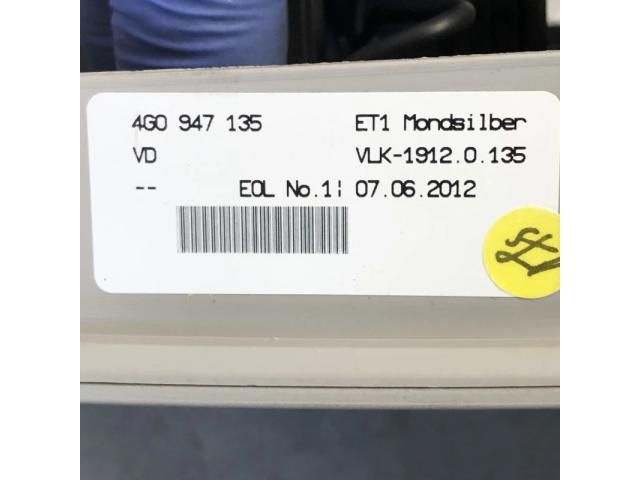 4G0 947 135 ET1 Mondsilber
VD VLK-1912.0.135
-- EOL No.1¦ 07.06.2012